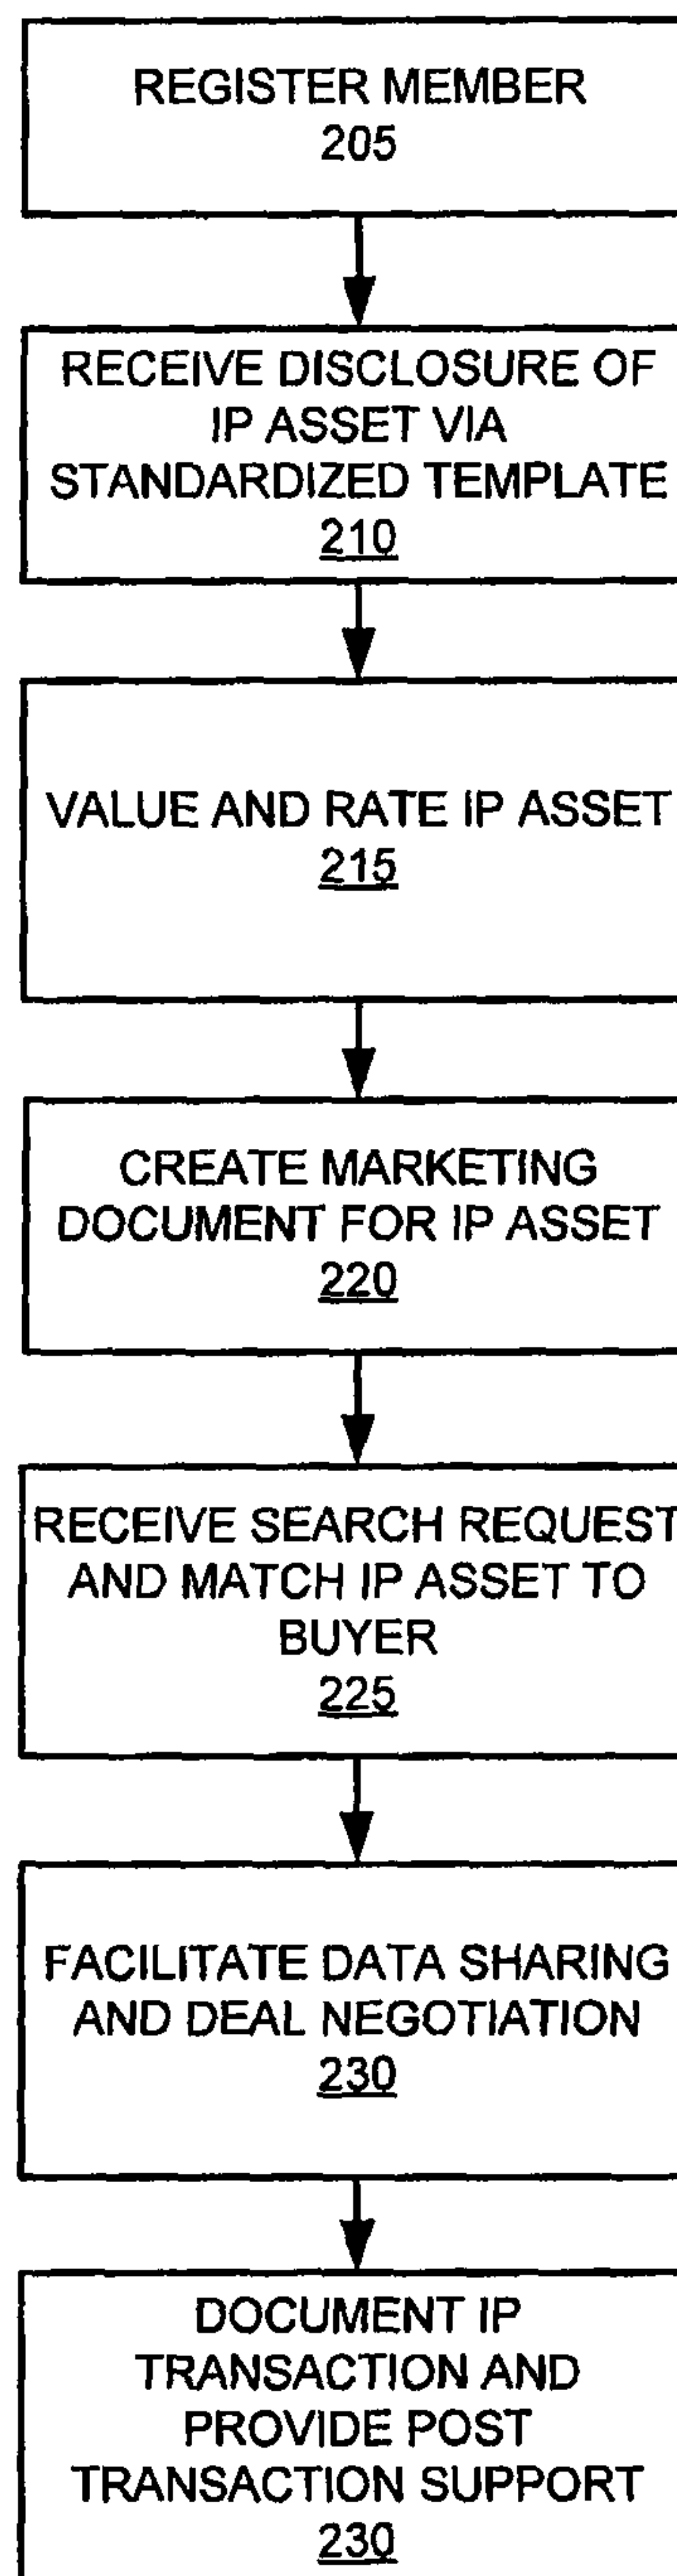 REGISTER MEMBER
205
RECEIVE DISCLOSURE OF
IP ASSET VIA
STANDARDIZED TEMPLATE
210
VALUE AND RATE IP ASSET
215
CREATE MARKETING
DOCUMENT FOR IP ASSET
220
RECEIVE SEARCH REQUEST
AND MATCH IP ASSET TO
BUYER
225
FACILITATE DATA SHARING
AND DEAL NEGOTIATION
230
DOCUMENT IP
TRANSACTION AND
PROVIDE POST
TRANSACTION SUPPORT
230